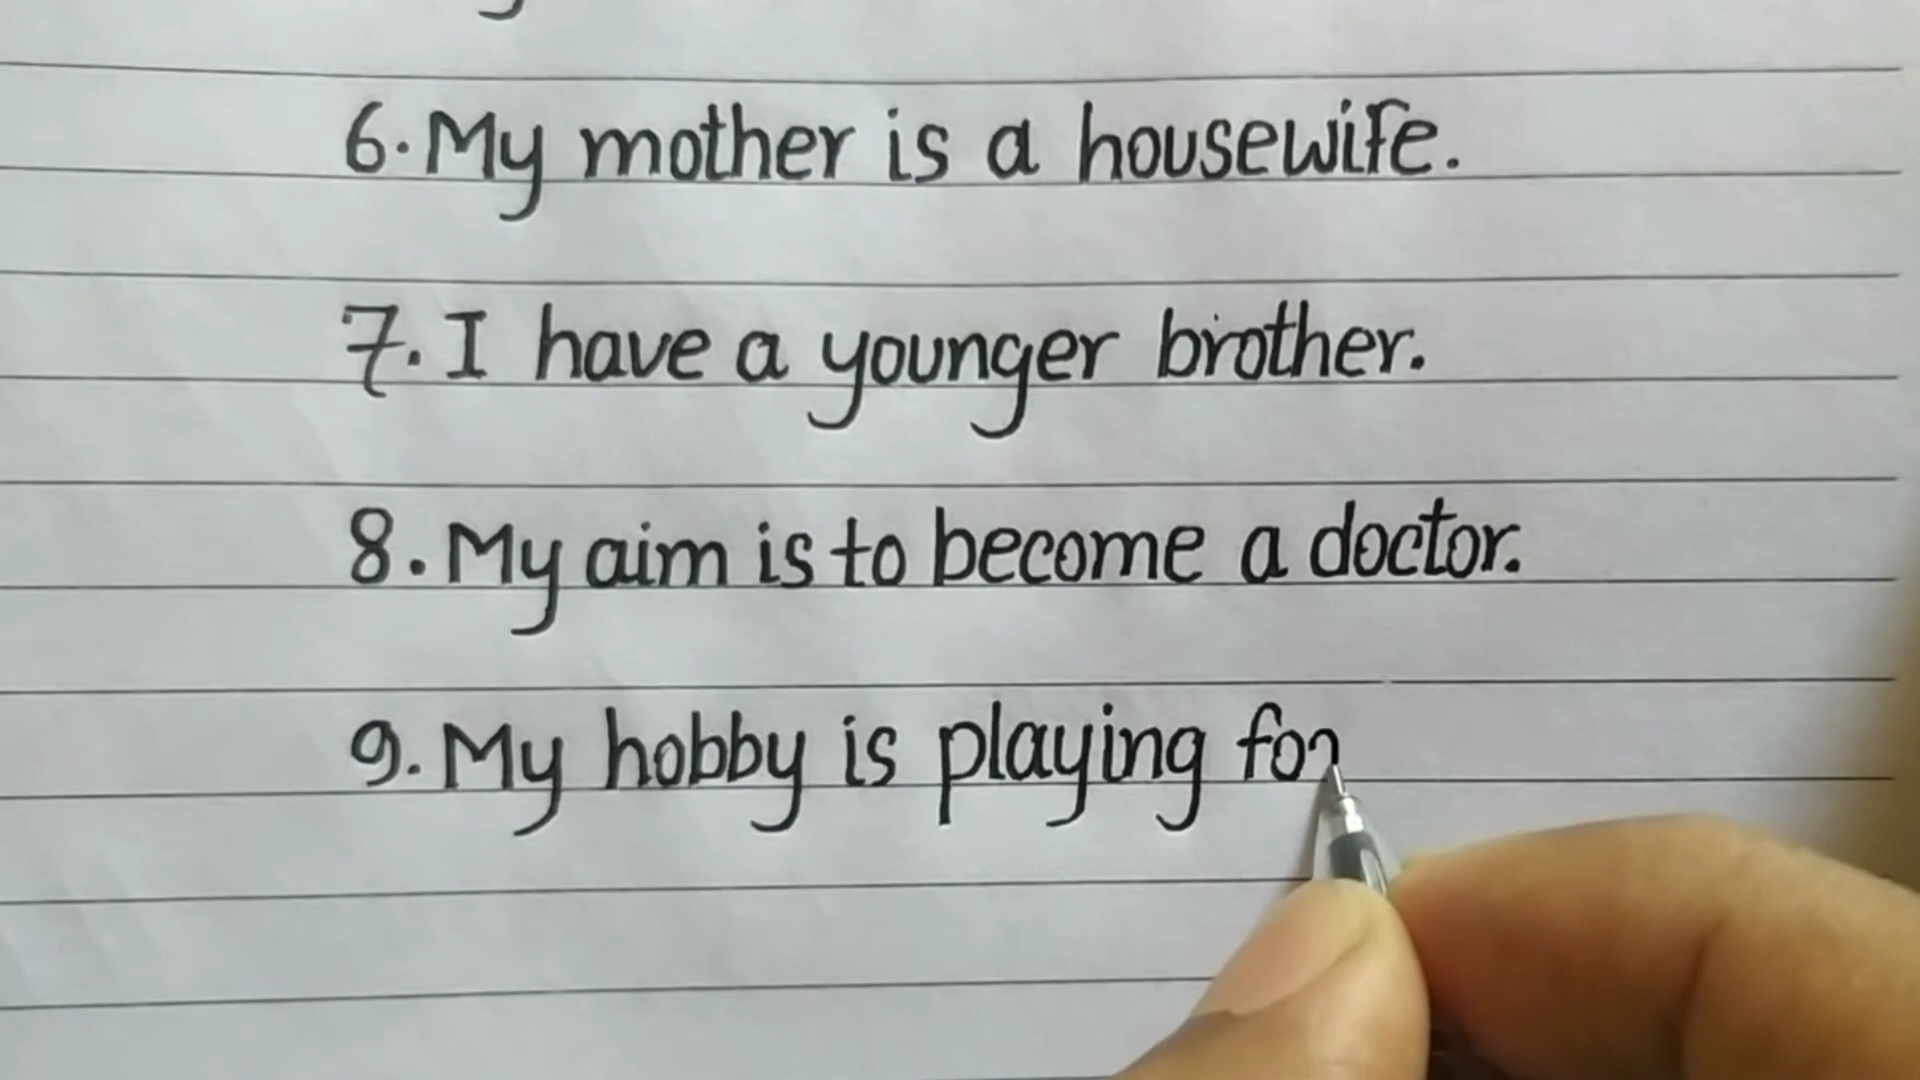 6. My mother is a housewife.
7. I have a younger brother.
8. My aim is to become a doctor.
9. My hobby is playing fo